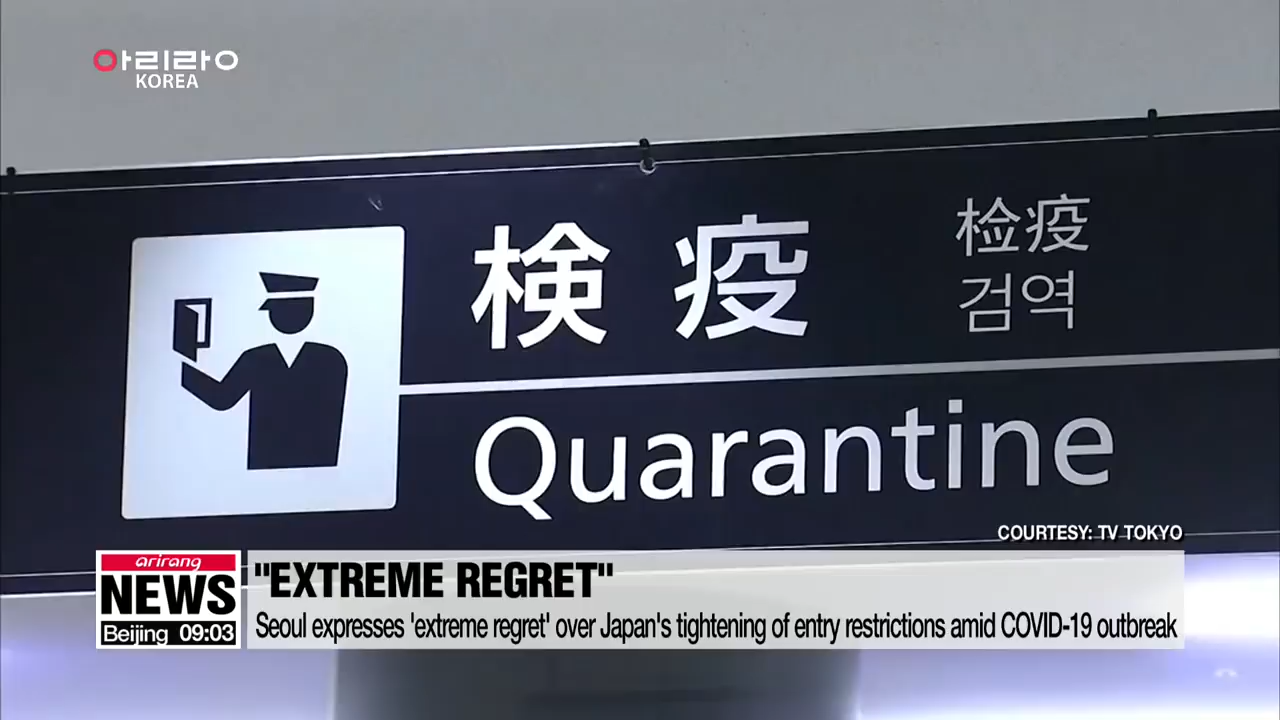 아리랑
KOREA
検疫
检疫
검역
Quarantine
COURTESY: TV TOKYO
arirang
NEWS
Beijing 09:03
"EXTREME REGRET"
Seoul expresses 'extreme regret' over Japan's tightening of entry restrictions amid COVID-19 outbreak